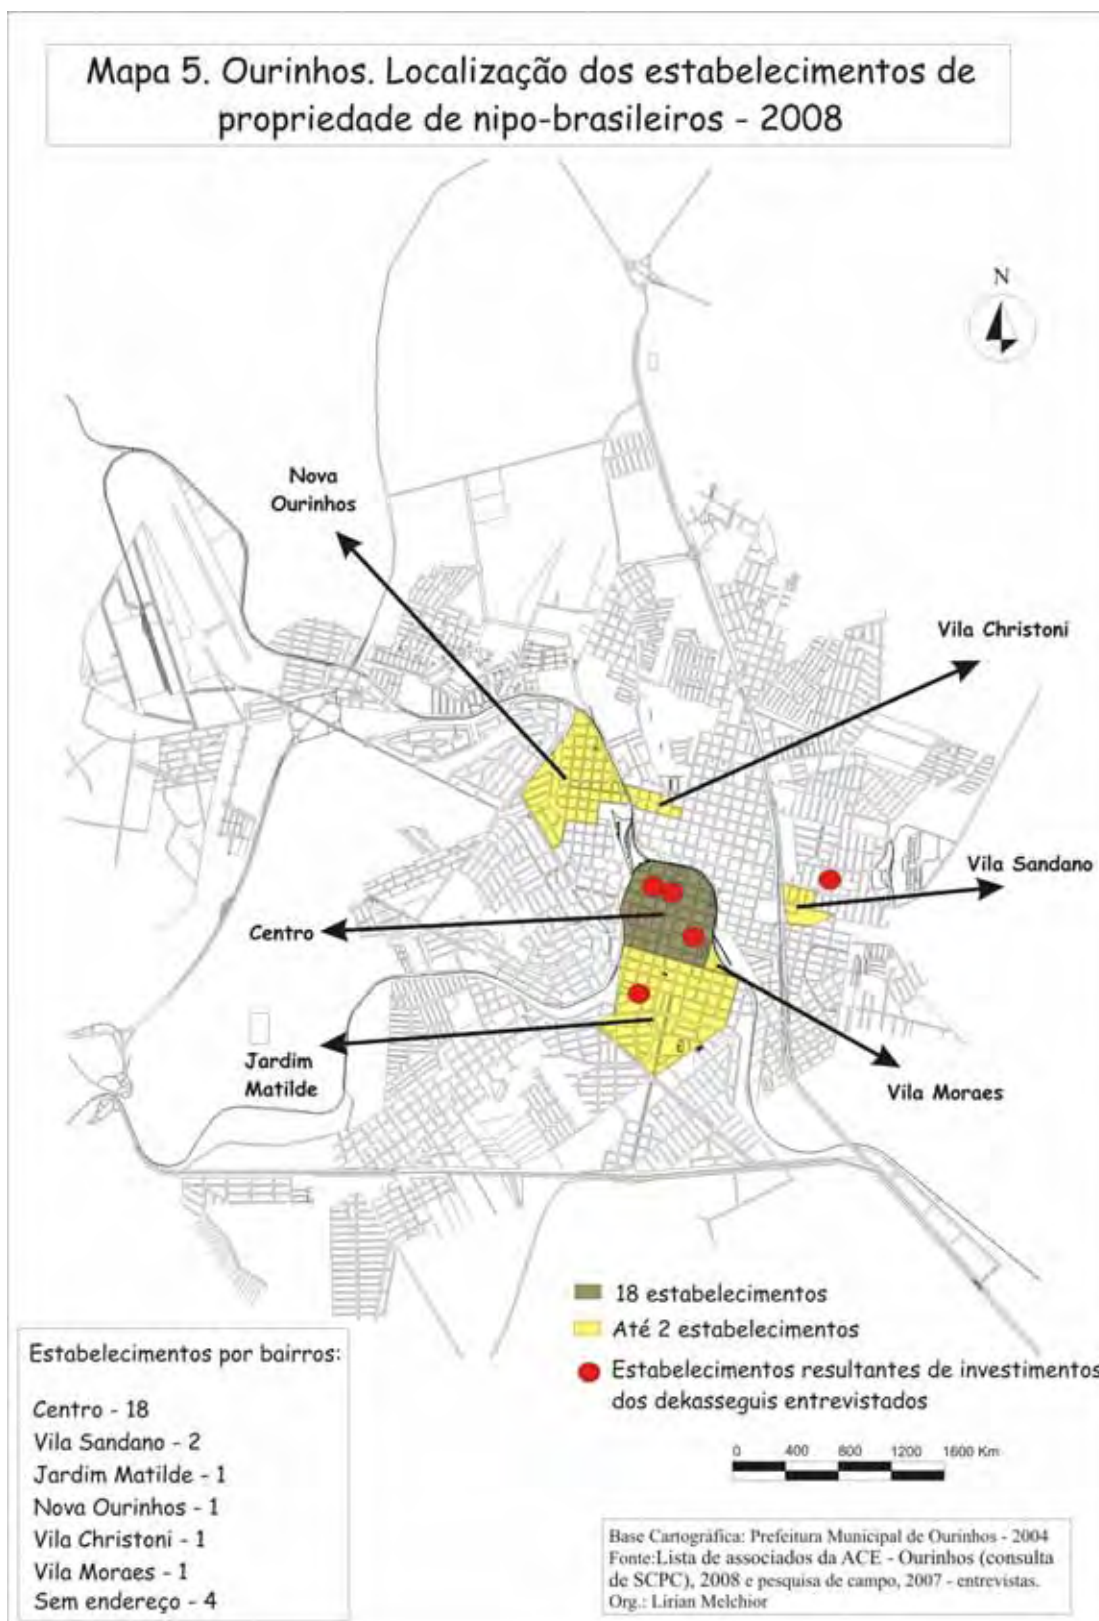 Mapa 5. Ourinhos. Localização dos estabelecimentos de
propriedade de nipo-brasileiros - 2008
N
Nova
Ourinhos
Vila Christoni
Vila Sandano
Centro
Jardim
Matilde
Vila Moraes
18 estabelecimentos
Até 2 estabelecimentos
Estabelecimentos resultantes de investimentos
dos dekasseguis entrevistados
0 400 800 1200 1600 Km
Estabelecimentos por bairros:
Centro - 18
Vila Sandano - 2
Jardim Matilde - 1
Nova Ourinhos - 1
Vila Christoni - 1
Vila Moraes - 1
Sem endereço - 4
Base Cartográfica: Prefeitura Municipal de Ourinhos - 2004
Fonte:Lista de associados da ACE - Ourinhos (consulta
de SCPC), 2008 e pesquisa de campo, 2007 - entrevistas.
Org.: Lirian Melchior